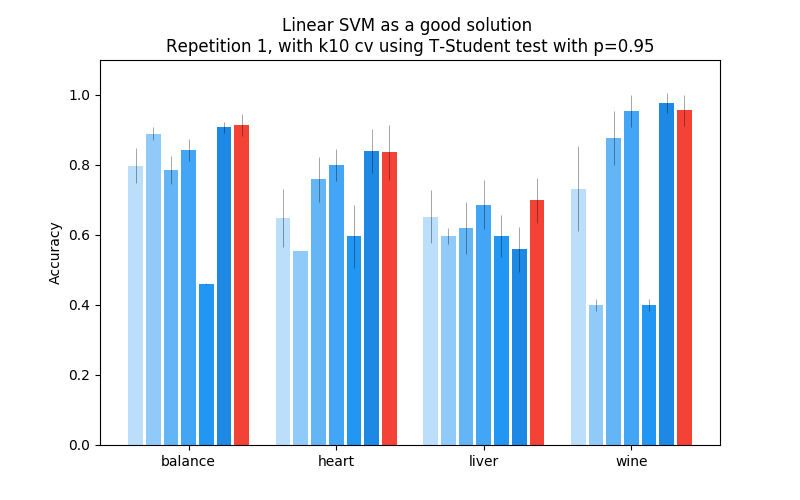 Linear SVM as a good solution
Repetition 1, with k10 cv using T-Student test with p=0.95
Accuracy
1.0
0.8
0.6
0.4
0.2
0.0
balance heart liver wine